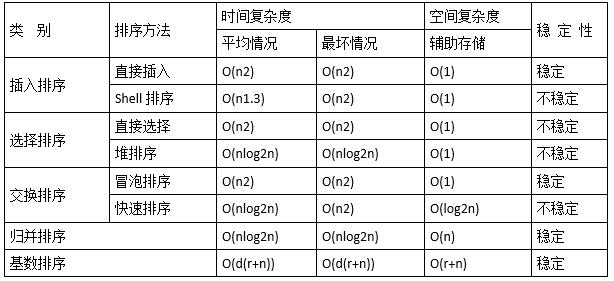 类 别 排序方法 时间复杂度 空间复杂度 稳定性
平均情况 最坏情况 辅助存储
插入排序 直接插入 O(n2) O(n2) O(1) 稳定
Shell 排序 O(n1.3) O(n2) O(1) 不稳定
选择排序 直接选择 O(n2) O(n2) O(1) 不稳定
堆排序 O(nlog2n) O(nlog2n) O(1) 不稳定
交换排序 冒泡排序 O(n2) O(n2) O(1) 稳定
快速排序 O(nlog2n) O(n2) O(log2n) 不稳定
归并排序 O(nlog2n) O(nlog2n) O(n) 稳定
基数排序 O(d(r+n)) O(d(r+n)) O(r+n) 稳定